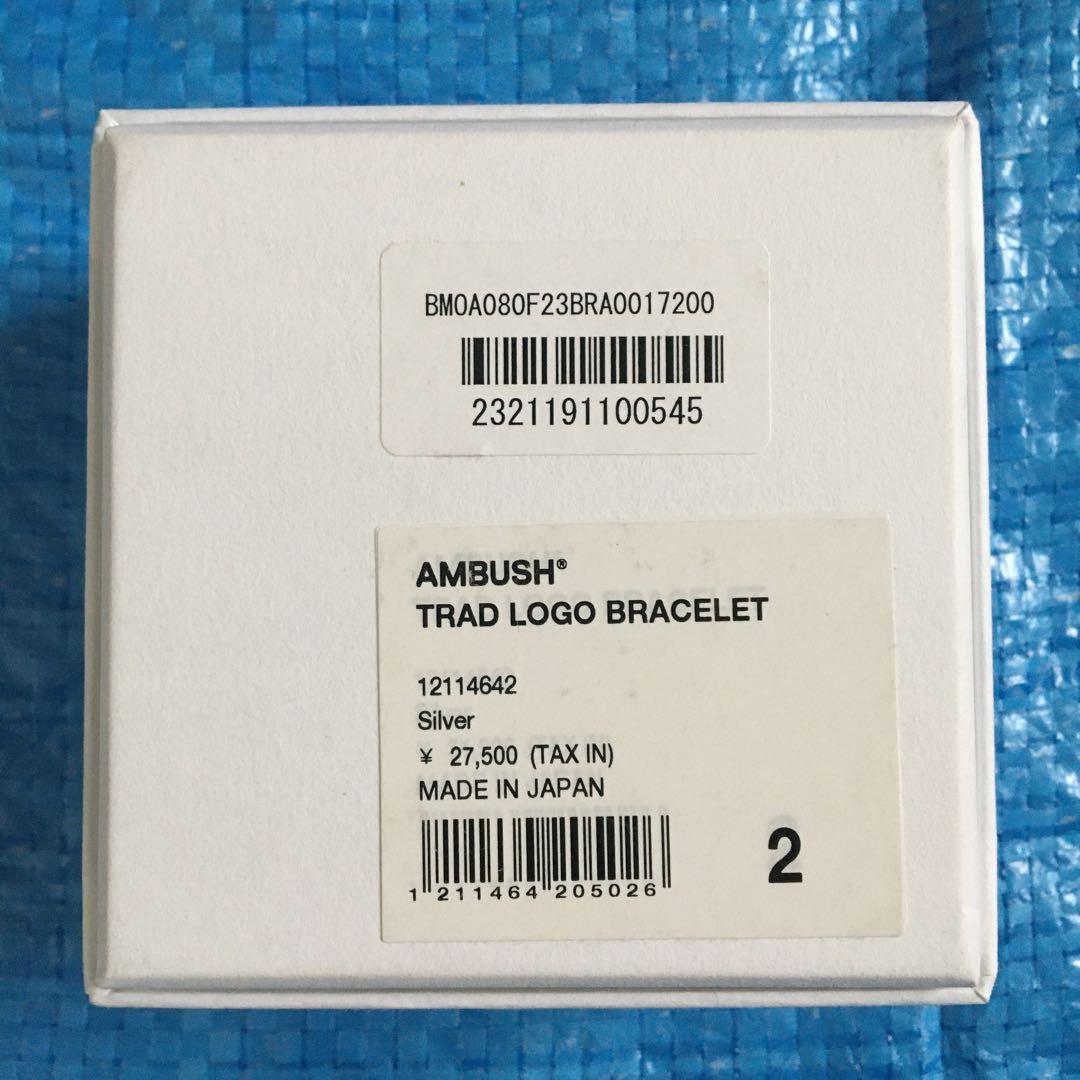 BMOA080F23BRA0017200
2321191100545
AMBUSH®
TRAD LOGO BRACELET
12114642
Silver
¥ 27,500 (TAX IN)
MADE IN JAPAN
1 211464 205026
2